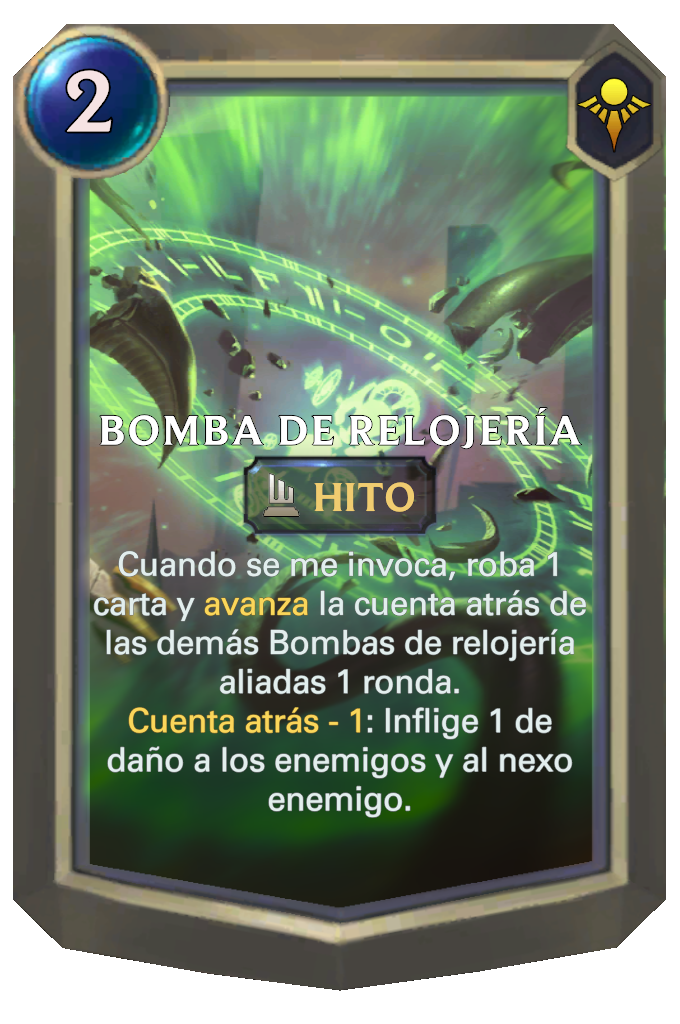 2
BOMBA DE RELOJERÍA
HITO
Cuando se me invoca, roba 1
carta y avanza la cuenta atrás de
las demás Bombas de relojería
aliadas 1 ronda.
Cuenta atrás - 1: Inflige 1 de
daño a los enemigos y al nexo
enemigo.